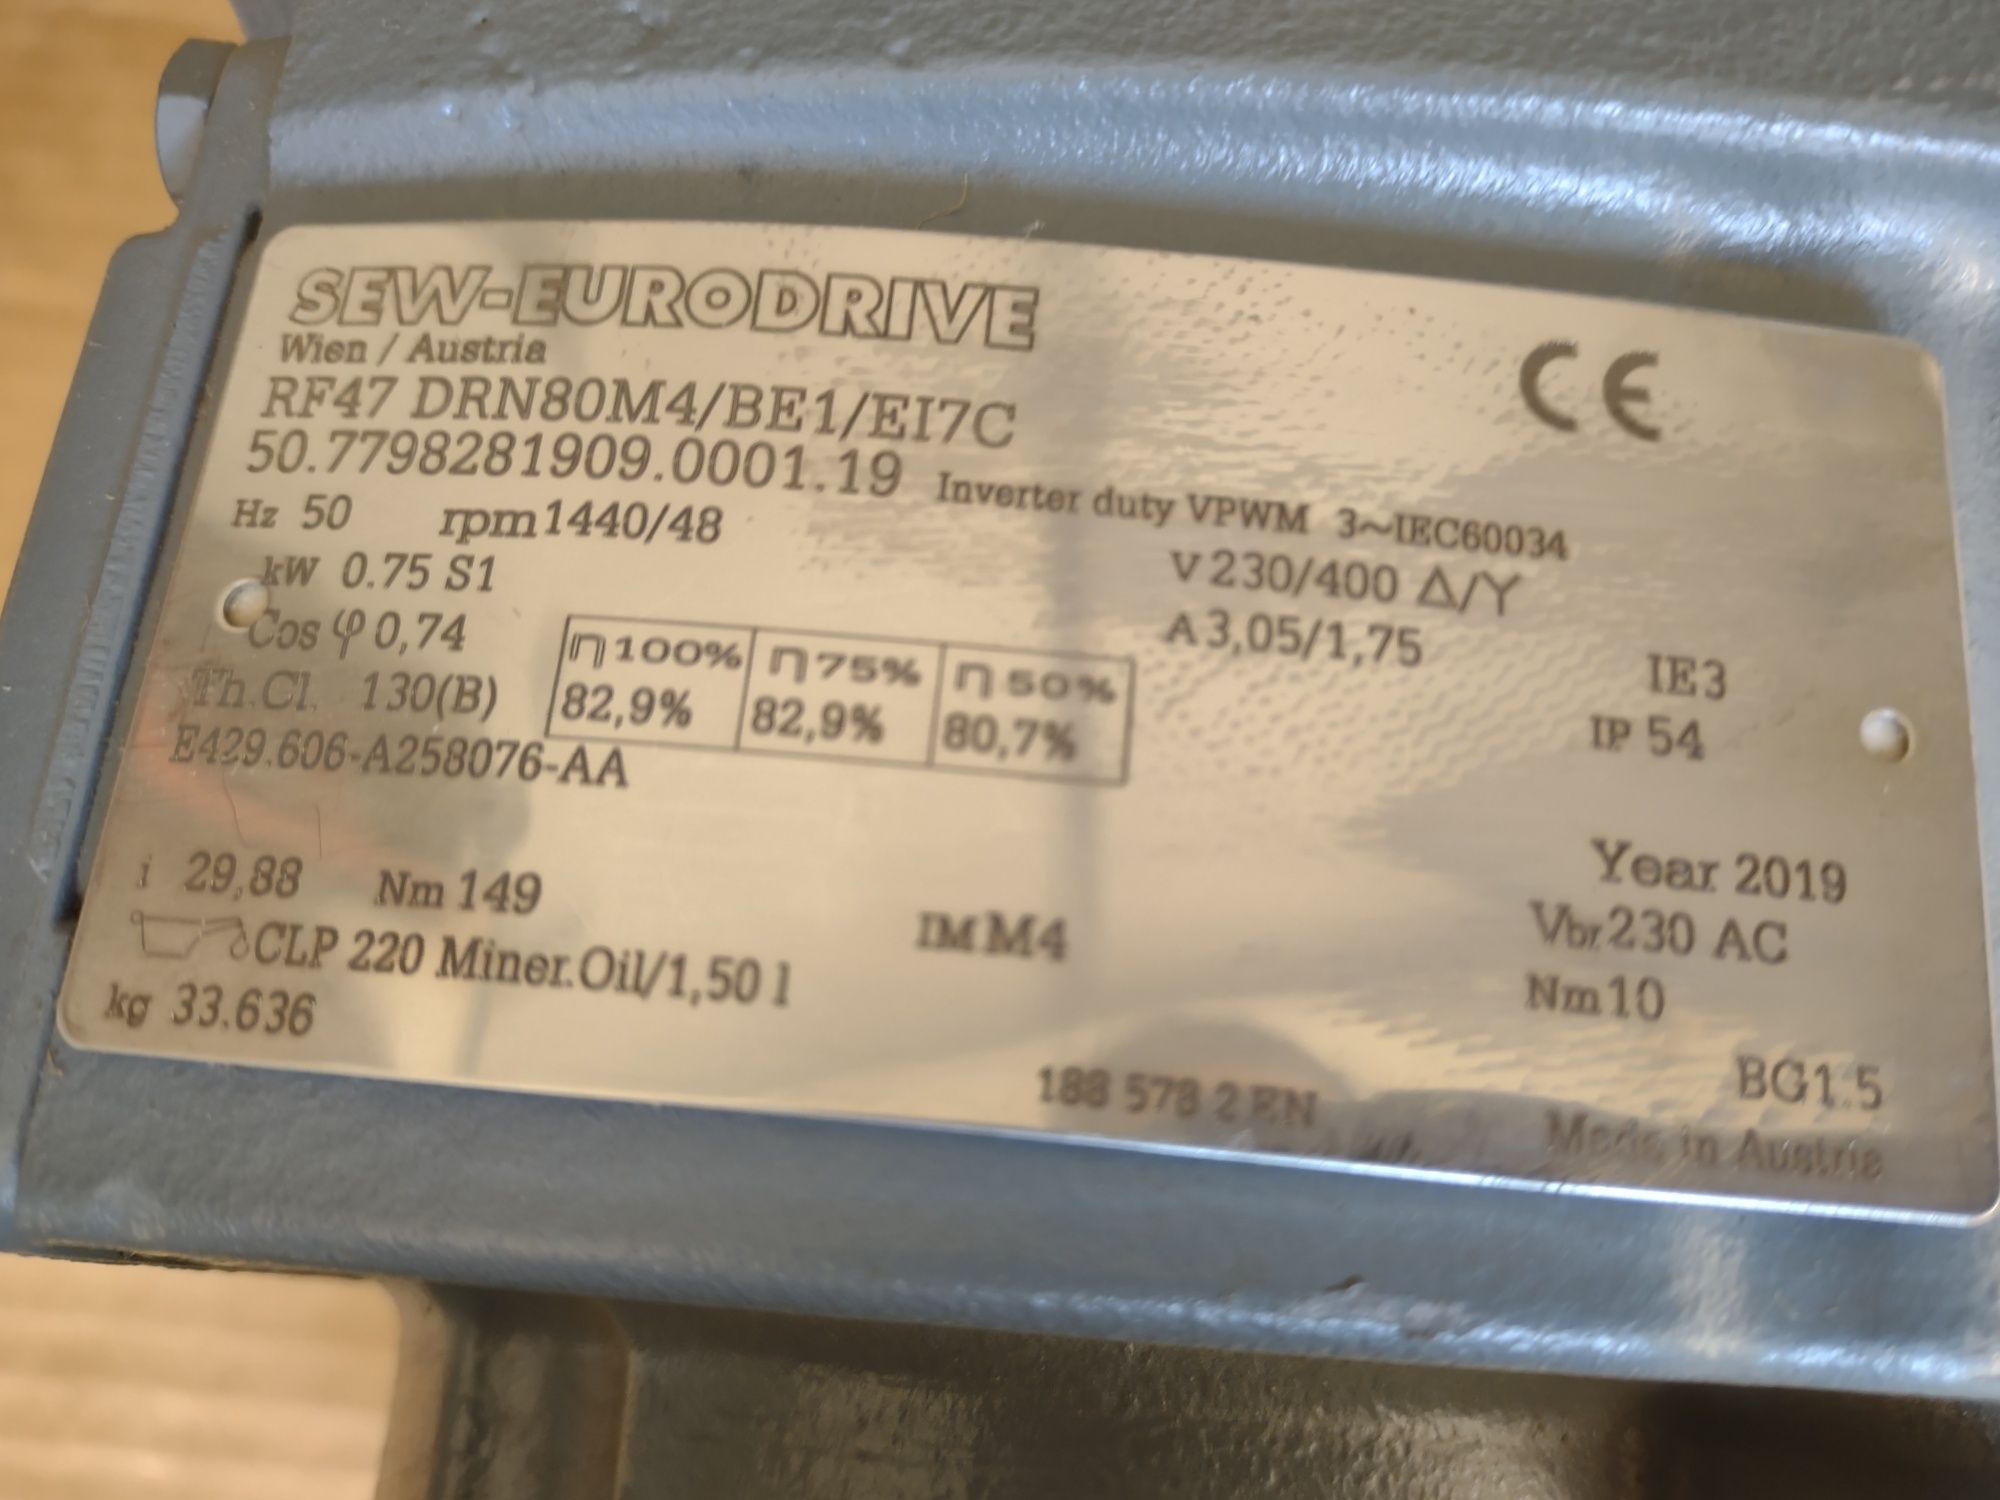 SEW-EURODRIVE
Wien / Austria
RF47 DRN80M4/BE1/EI7C
50.7798281909.0001.19 Inverter duty VPWM 3~IEC60034
Hz 50 rpm 1440/48 V 230/400 Δ/Y
kW 0.75 S1 A 3,05/1,75
Cos φ 0,74 η 100% η 75% η 50% IE3
Th.Cl. 130(B) 82,9% 82,9% 80,7% IP 54
E429.606-A258076-AA
i 29,88 Nm 149 IM M4 Year 2019
CLP 220 Miner.Oil/1,50 l Vbr 230 AC
kg 33.636 Nm 10
188 578 2 EN BG1.5
Made in Austria
CE